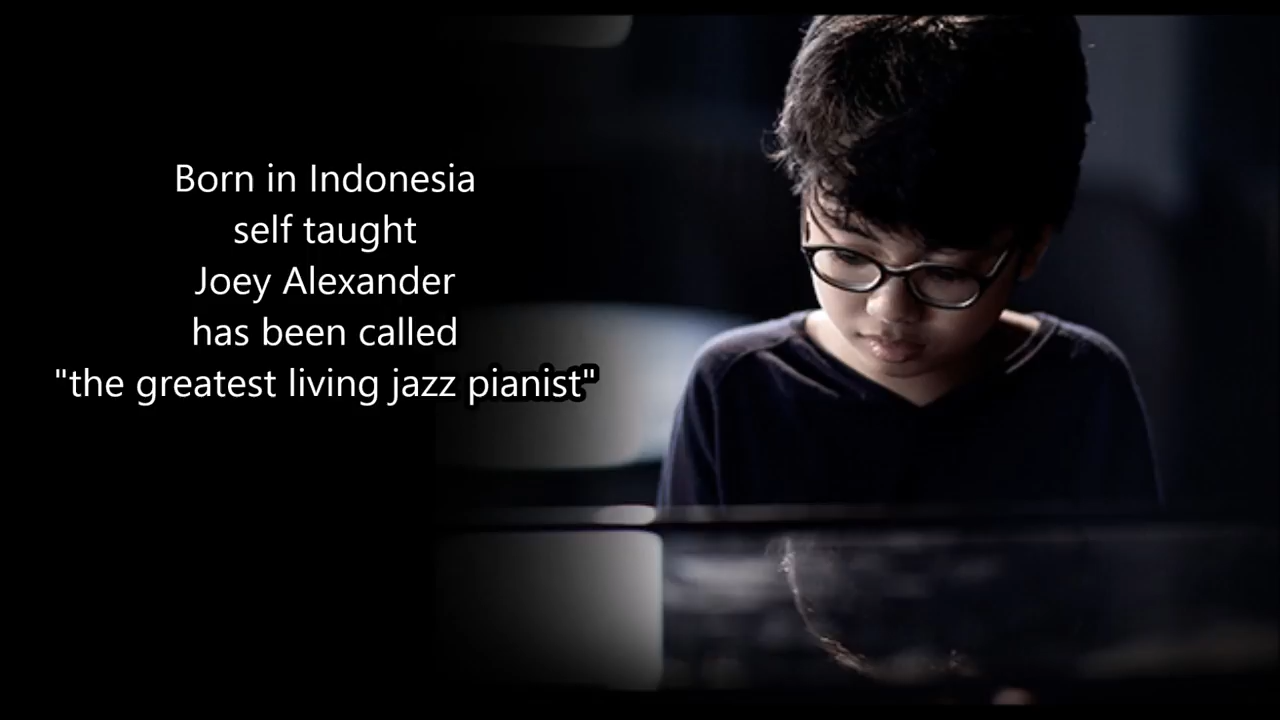 Born in Indonesia
self taught
Joey Alexander
has been called
"the greatest living jazz pianist"